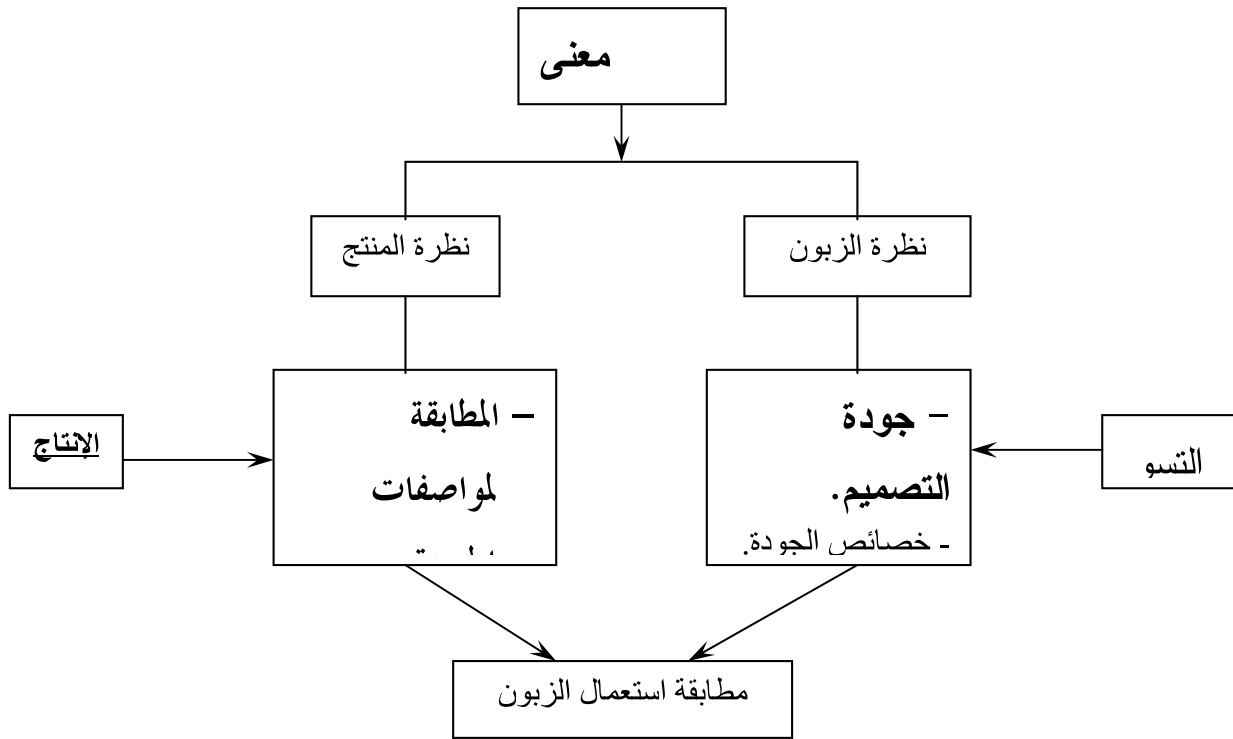 معنى
نظرة الزبون
نظرة المنتج
– جودة
التصميم.
- خصائص الجودة.
– المطابقة
لمواصفات
التسو
الإنتاج
مطابقة استعمال الزبون